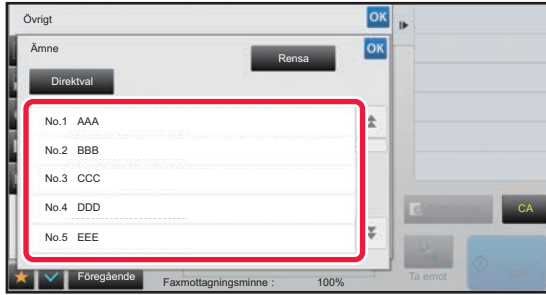 Övrigt
OK
Ämne
Rensa
OK
Direktval
No.1 AAA
No.2 BBB
No.3 CCC
No.4 DDD
No.5 EEE
CA
Föregående
Faxmottagningsminne : 100%
Ta emot